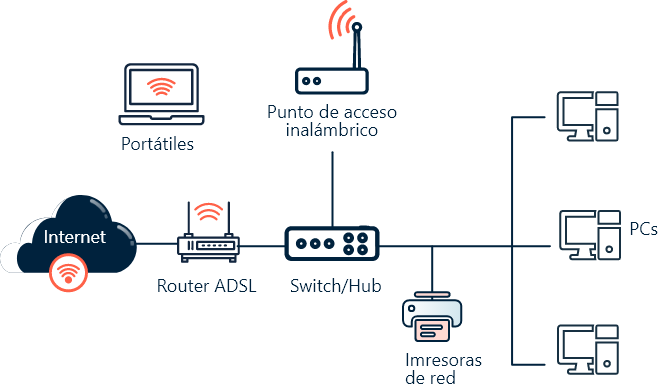 Punto de acceso
inalámbrico
Portátiles
Internet
PCs
Router ADSL
Switch/Hub
Imresoras
de red